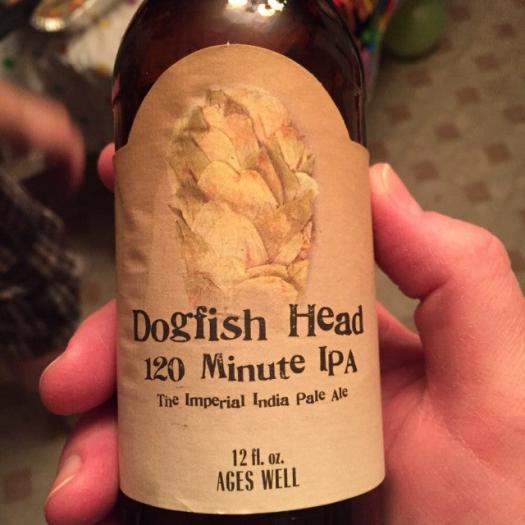 Dogfish Head
120 Minute IPA
The Imperial India Pale Ale
12 fl. oz.
AGES WELL